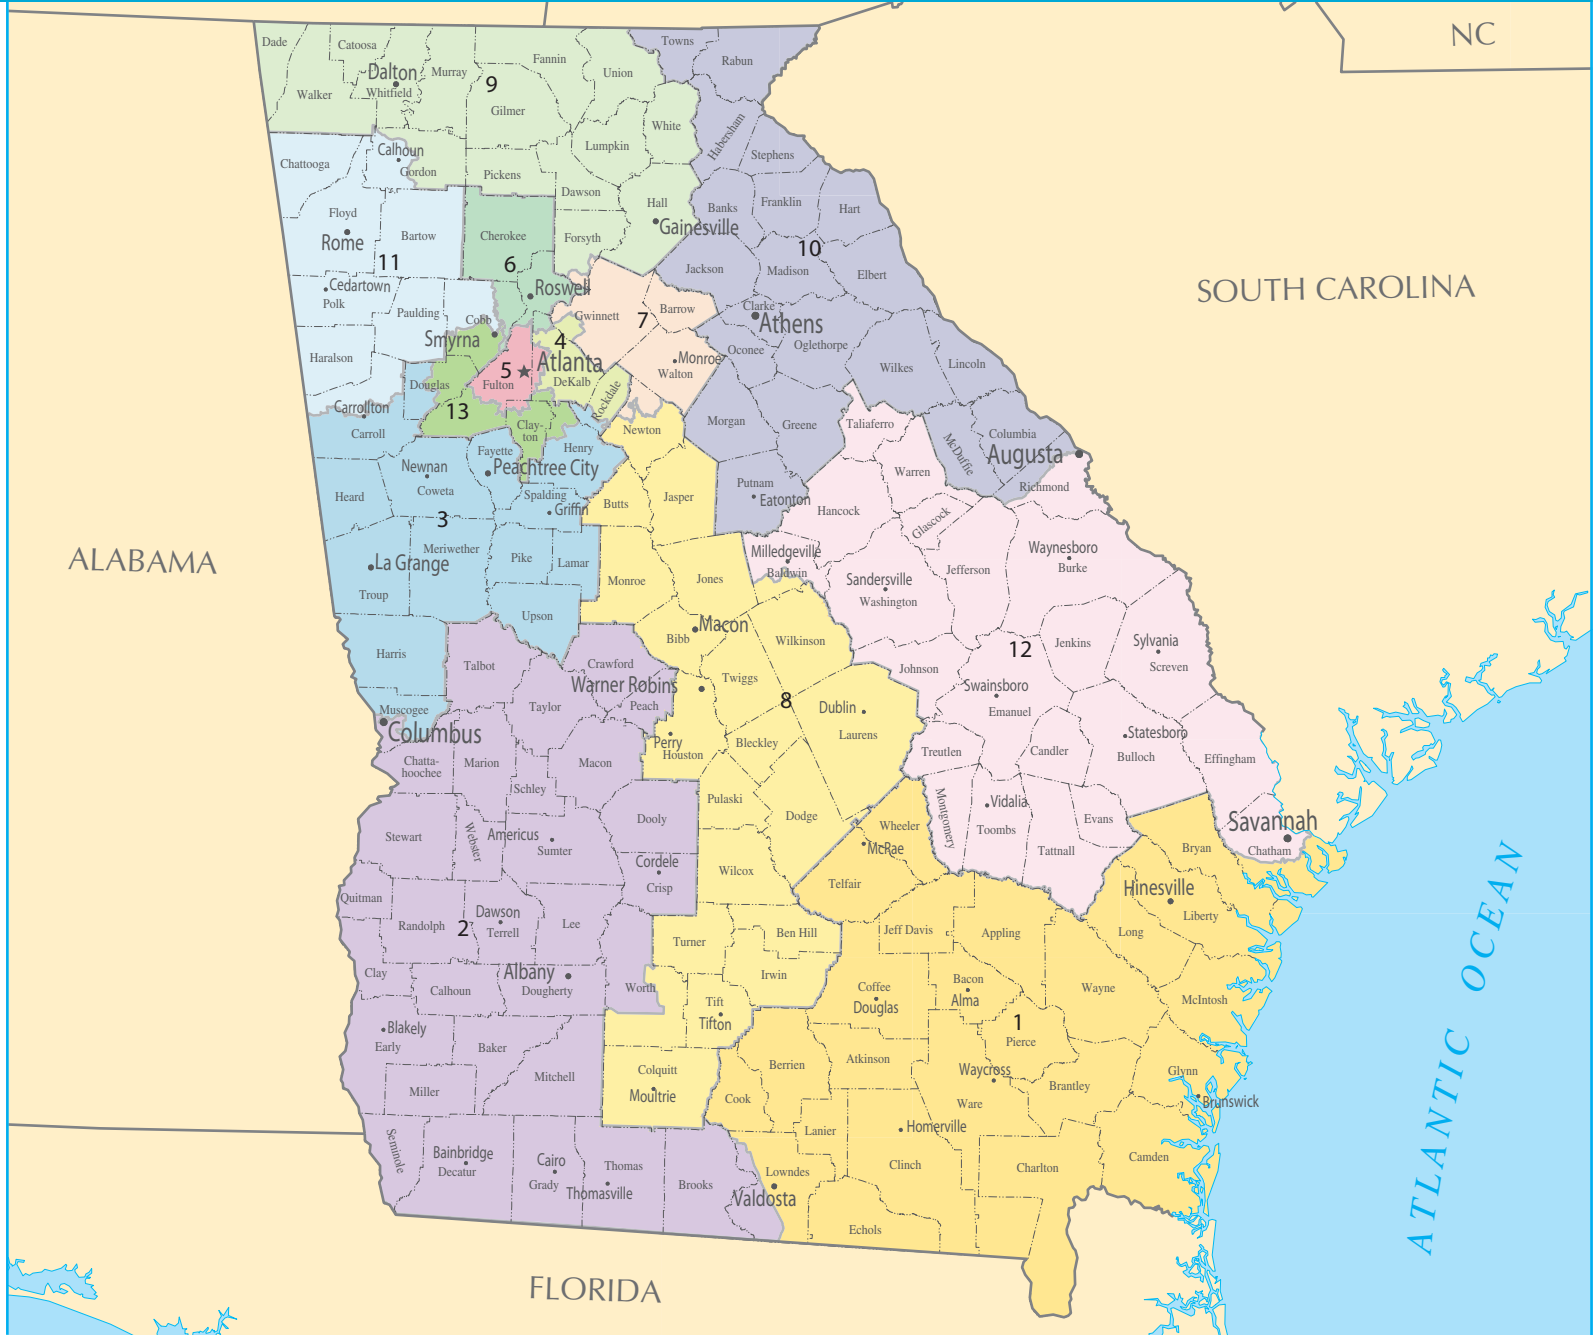 NC
Towns
Dade
Catoosa
Fannin
Rabun
Dalton
Murray
Union
9
Walker
Whitfield
Gilmer
White
Habersham
Lumpkin
Stephens
Calhoun
Chattooga
Gordon
Pickens
Dawson
Hall
Banks
Franklin
Hart
Floyd
Gainesville
Rome
Bartow
Cherokee
Forsyth
10
11
6
Jackson
Madison
Elbert
SOUTH CAROLINA
Cedartown
Roswell
Polk
Clarke
Paulding
Cobb
Gwinnett
7
Barrow
Athens
Smyrna
4
Oconee
Oglethorpe
Haralson
Atlanta
Monroe
Walton
Wilkes
Lincoln
Douglas
5
Fulton
DeKalb
Rockdale
Carrollton
13
Carroll
Clay-
ton
Newton
Morgan
Greene
Taliaferro
McDuffie
Columbia
Augusta
Fayette
Henry
Newnan
Peachtree City
Warren
Coweta
Heard
Spalding
Griffin
Butts
Jasper
Putnam
Eatonton
Richmond
Hancock
Glascock
3
ALABAMA
Meriwether
La Grange
Pike
Lamar
Milledgeville
Baldwin
Waynesboro
Burke
Jefferson
Troup
Monroe
Jones
Sandersville
Washington
Upson
Bibb
Macon
Wilkinson
Jenkins
Sylvania
Screven
12
Harris
Talbot
Crawford
Johnson
Warner Robins
Twiggs
Swainsboro
Emanuel
Muscogee
Taylor
Peach
8
Dublin
Columbus
Laurens
Statesboro
Perry
Houston
Bleckley
Treutlen
Candler
Bulloch
Effingham
Chatta-
hoochee
Marion
Macon
Schley
Pulaski
Montgomery
Vidalia
Toombs
Evans
Savannah
Chatham
Stewart
Webster
Americus
Sumter
Dooly
Dodge
Wheeler
McRae
Tattnall
Bryan
Cordele
Crisp
Wilcox
Telfair
Hinesville
Quitman
Liberty
Randolph
2
Dawson
Terrell
Lee
Turner
Ben Hill
Jeff Davis
Appling
Long
Clay
Calhoun
Albany
Dougherty
Worth
Irwin
Coffee
Douglas
Bacon
Alma
Wayne
McIntosh
Tift
Tifton
1
Pierce
Blakely
Early
Baker
Atkinson
Miller
Mitchell
Colquitt
Moultrie
Berrien
Waycross
Ware
Brantley
Glynn
Brunswick
Cook
Lanier
Homerville
Seminole
Bainbridge
Decatur
Cairo
Grady
Thomas
Thomasville
Brooks
Lowndes
Valdosta
Clinch
Charlton
Camden
Echols
FLORIDA
ATLANTIC OCEAN